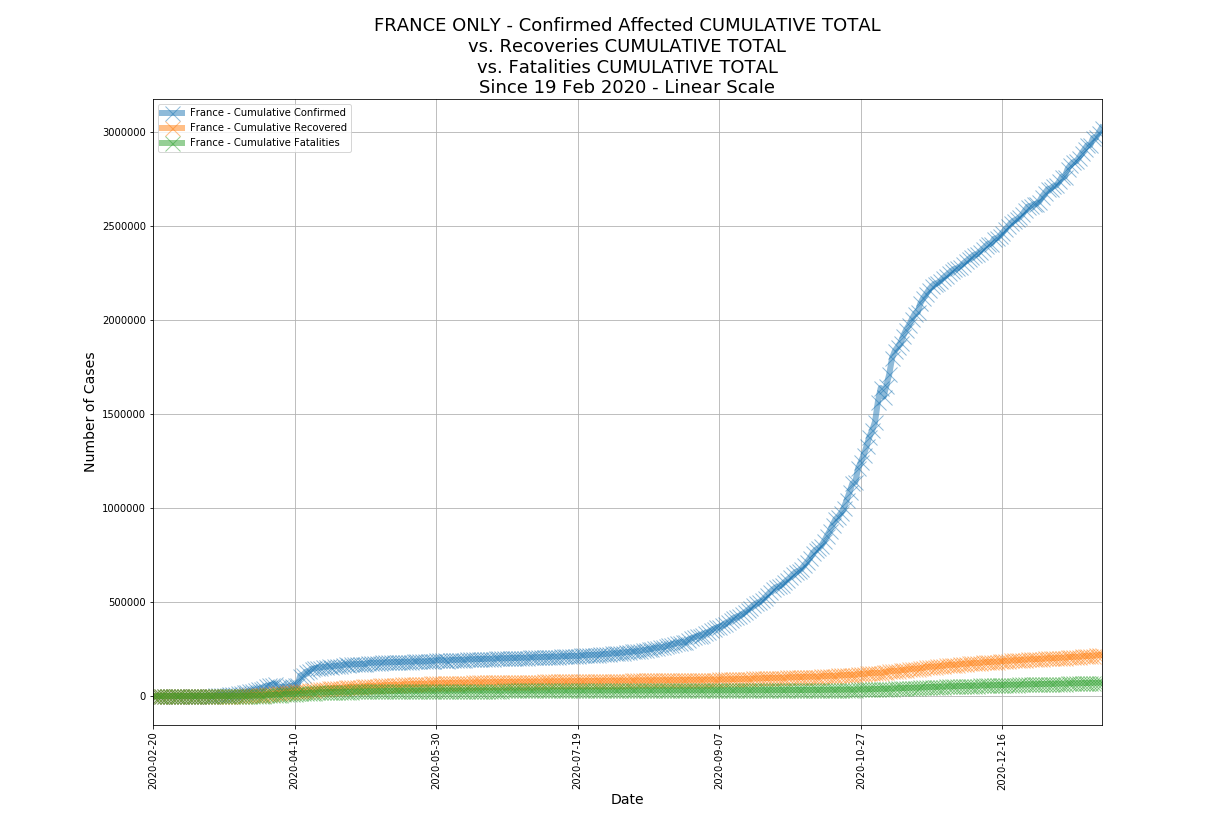 FRANCE ONLY - Confirmed Affected CUMULATIVE TOTAL
vs. Recoveries CUMULATIVE TOTAL
vs. Fatalities CUMULATIVE TOTAL
Since 19 Feb 2020 - Linear Scale
France - Cumulative Confirmed
France - Cumulative Recovered
France - Cumulative Fatalities
Number of Cases
3000000
2500000
2000000
1500000
1000000
500000
0
2020-02-20
2020-04-10
2020-05-30
2020-07-19
2020-09-07
2020-10-27
2020-12-16
Date